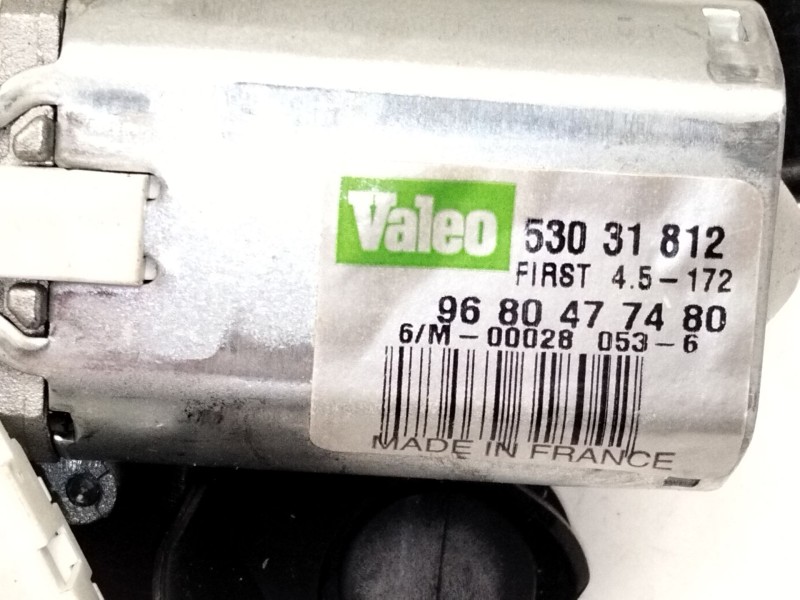 Valeo 530 31 812
FIRST 4.5-172
96 80 47 74 80
6/M-00028 053-6
MADE IN FRANCE